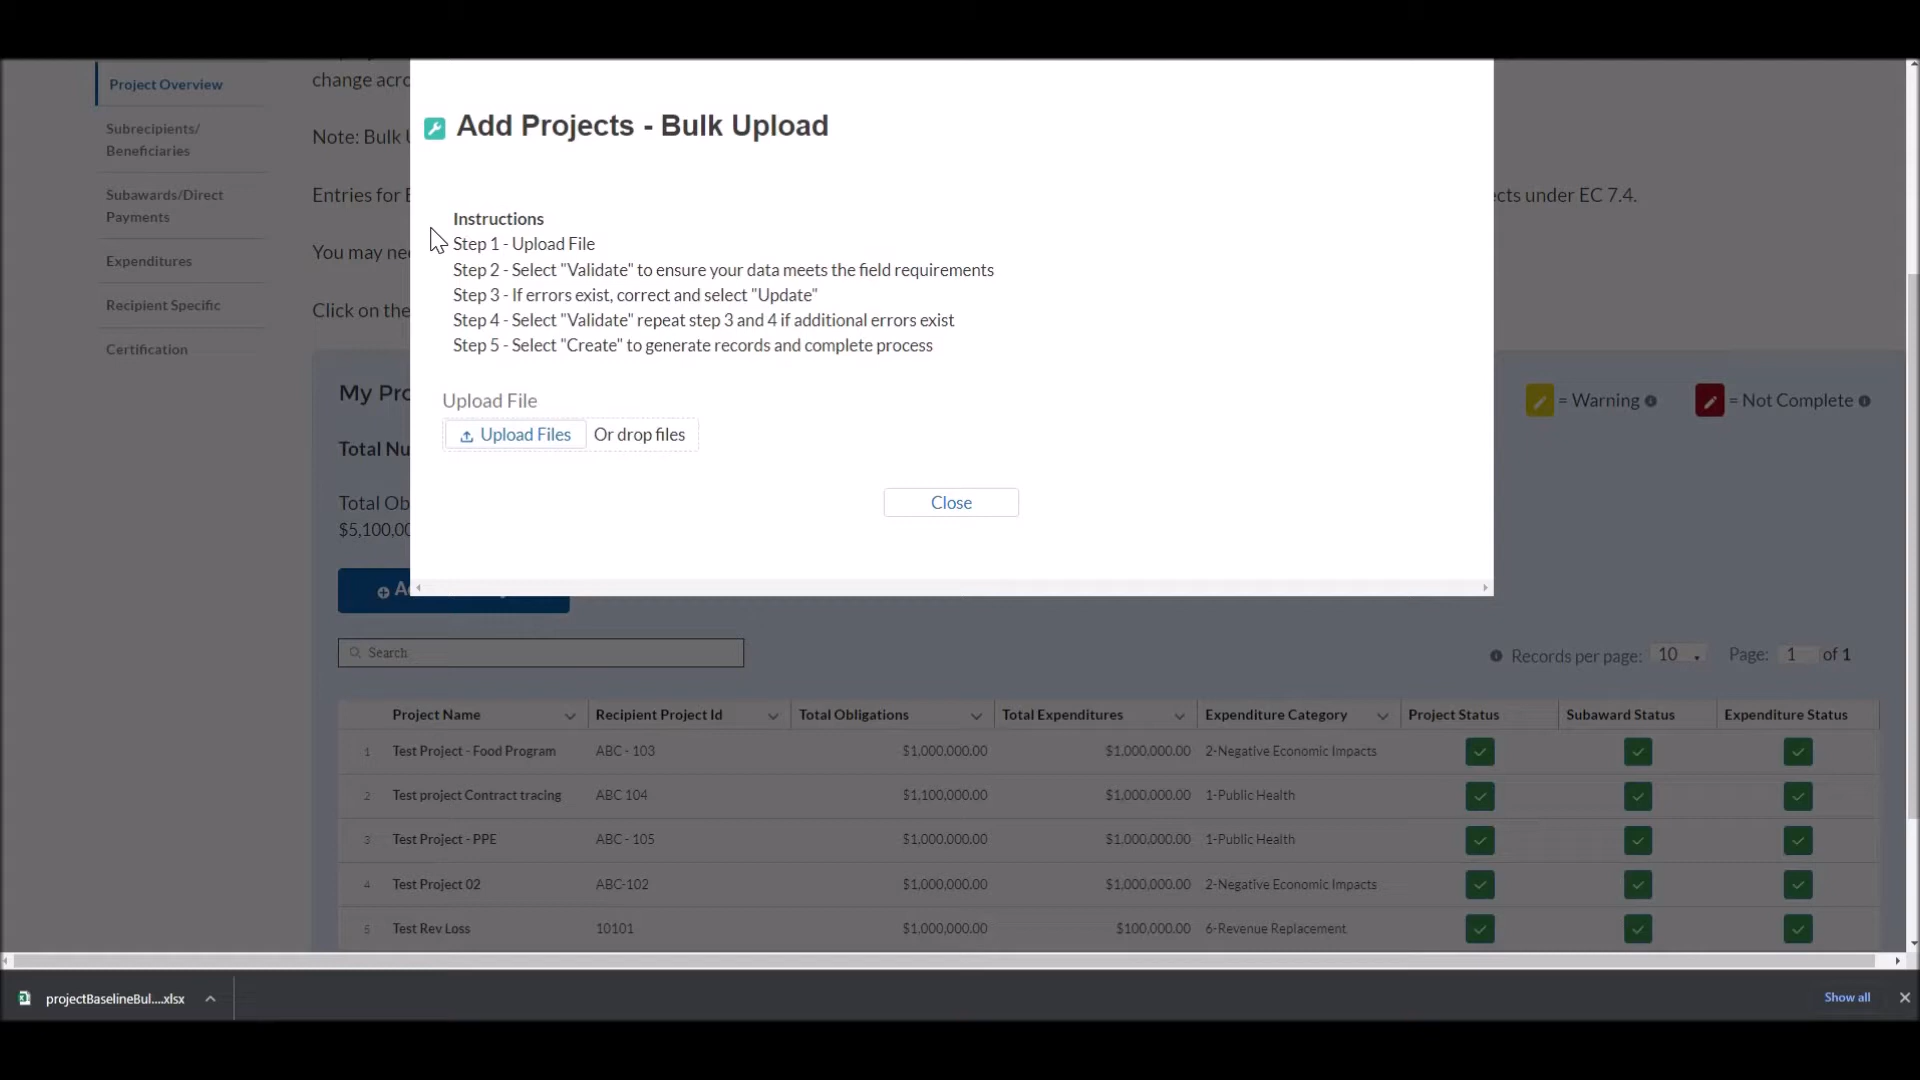 Project Overview
Subrecipients/
Beneficiaries
Subawards/Direct
Payments
Expenditures
Recipient Specific
Certification
change
Note: Bulk
Entries for
ects under EC 7.4.
You may
Click on the
Add Projects - Bulk Upload
Instructions
Step 1 - Upload File
Step 2 - Select "Validate" to ensure your data meets the field requirements
Step 3 - If errors exist, correct and select "Update"
Step 4 - Select "Validate" repeat step 3 and 4 if additional errors exist
Step 5 - Select "Create" to generate records and complete process
Upload File
Upload Files Or drop files
Close
My Pro
= Warning = Not Complete
Total Nu
Total Ob
$5,100,00
Search
Records per page: 10 Page: 1 of 1
Project Name Recipient Project Id Total Obligations Total Expenditures Expenditure Category Project Status Subaward Status Expenditure Status
1 Test Project - Food Program ABC - 103 $1,000,000.00 $1,000,000.00 2-Negative Economic Impacts
2 Test project Contract tracing ABC 104 $1,100,000.00 $1,000,000.00 1-Public Health
3 Test Project - PPE ABC - 105 $1,000,000.00 $1,000,000.00 1-Public Health
4 Test Project 02 ABC-102 $1,000,000.00 $1,000,000.00 2-Negative Economic Impacts
5 Test Rev Loss 10101 $1,000,000.00 $100,000.00 6-Revenue Replacement
projectBaselineBul....xlsx
Show all